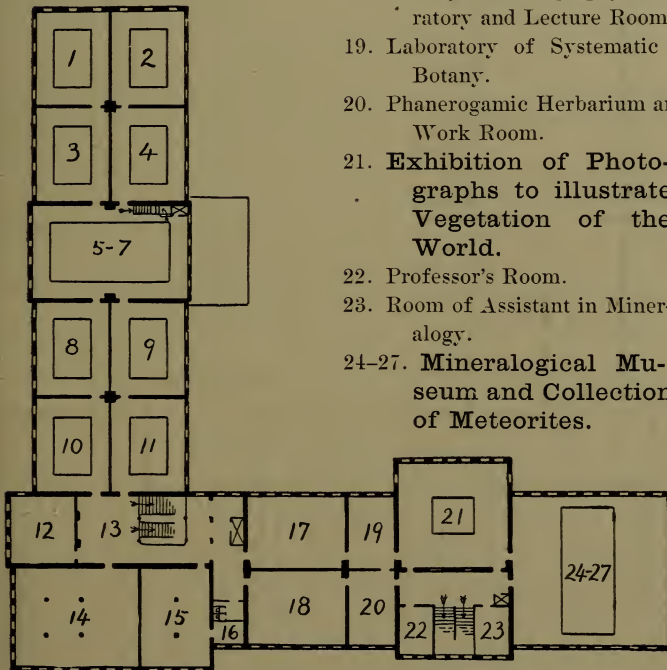 ratory and Lecture Room
19. Laboratory of Systematic
Botany.
20. Phanerogamic Herbarium
Work Room.
21. Exhibition of Photo-
graphs to illustrate
Vegetation of the
World.
22. Professor's Room.
23. Room of Assistant in Miner-
alogy.
24–27. Mineralogical Mu-
seum and Collection
of Meteorites.
1 2
3 4
5-7
8 9
10 11
12 13 17 19 21 24-27
14 15 16 18 20 22 23